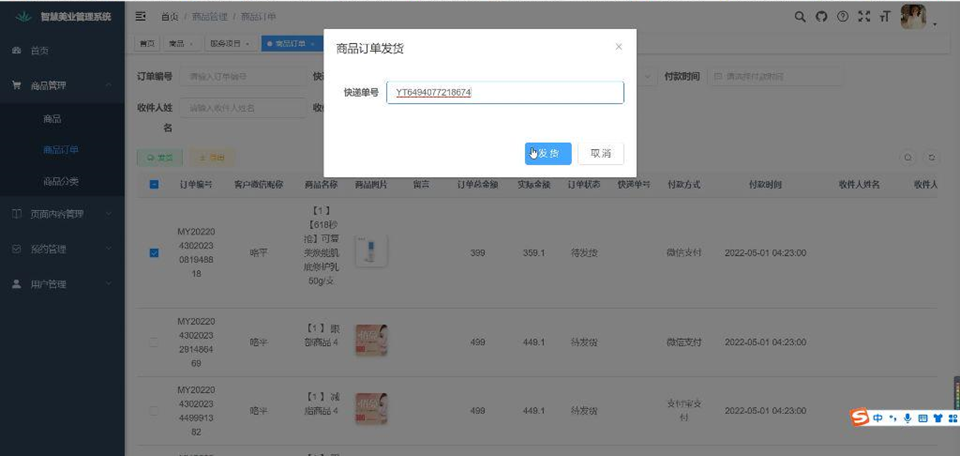 智慧美业管理系统
首页 / 商品管理 / 商品订单
首页
商品 ×
服务项目 ×
商品订单 ×
首页
商品管理
商品
商品订单
商品分类
页面内容管理
预约管理
用户管理
商品订单发货
快递单号
YT6494077218674
发 货
取 消
订单编号
请输入订单编号
付款时间
请选择付款时间
收件人姓名
请输入收件人姓名
发货
导出
订单编号 客户微信昵称 商品名称 商品图片 留言 订单总金额 实际金额 订单状态 快递单号 付款方式 付款时间 收件人姓名 收件人
MY202204302023081948818
咯平
【1 】【618秒抢】可复美效能肌底修护乳50g/支
399
359.1
待发货
微信支付
2022-05-01 04:23:00
MY202204302023291486469
咯平
【1 】眼部商品 4
499
449.1
待发货
微信支付
2022-05-01 04:23:00
MY202204302023449991382
咯平
【1 】减龄商品 4
499
449.1
待发货
支付宝支付
2022-05-01 04:23:00
中